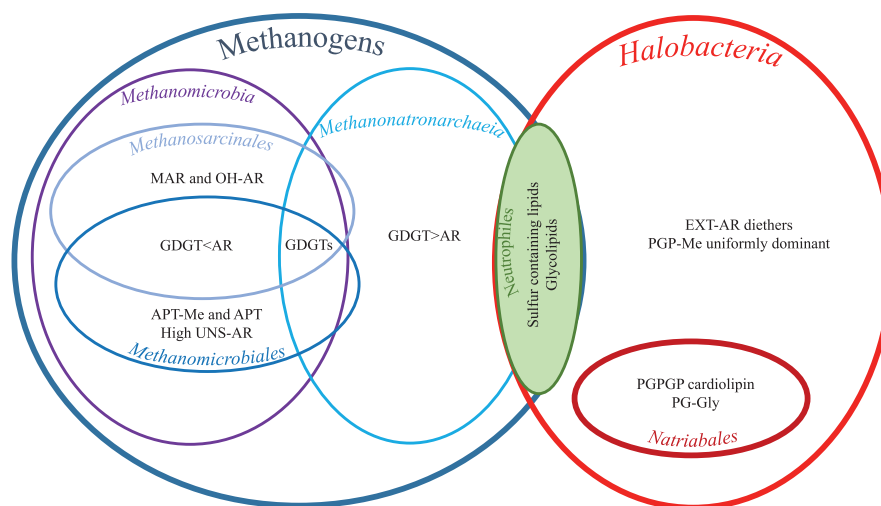 Methanogens
Halobacteria
Methanomicrobia
Methanonatronarchaeia
Methanosarcinales
MAR and OH-AR
GDGT<AR
GDGTs
GDGT>AR
APT-Me and APT
High UNS-AR
Methanomicrobiales
Neutrophiles
Sulfur containing lipids
Glycolipids
EXT-AR diethers
PGP-Me uniformly dominant
PGPGP cardiolipin
PG-Gly
Natriabales